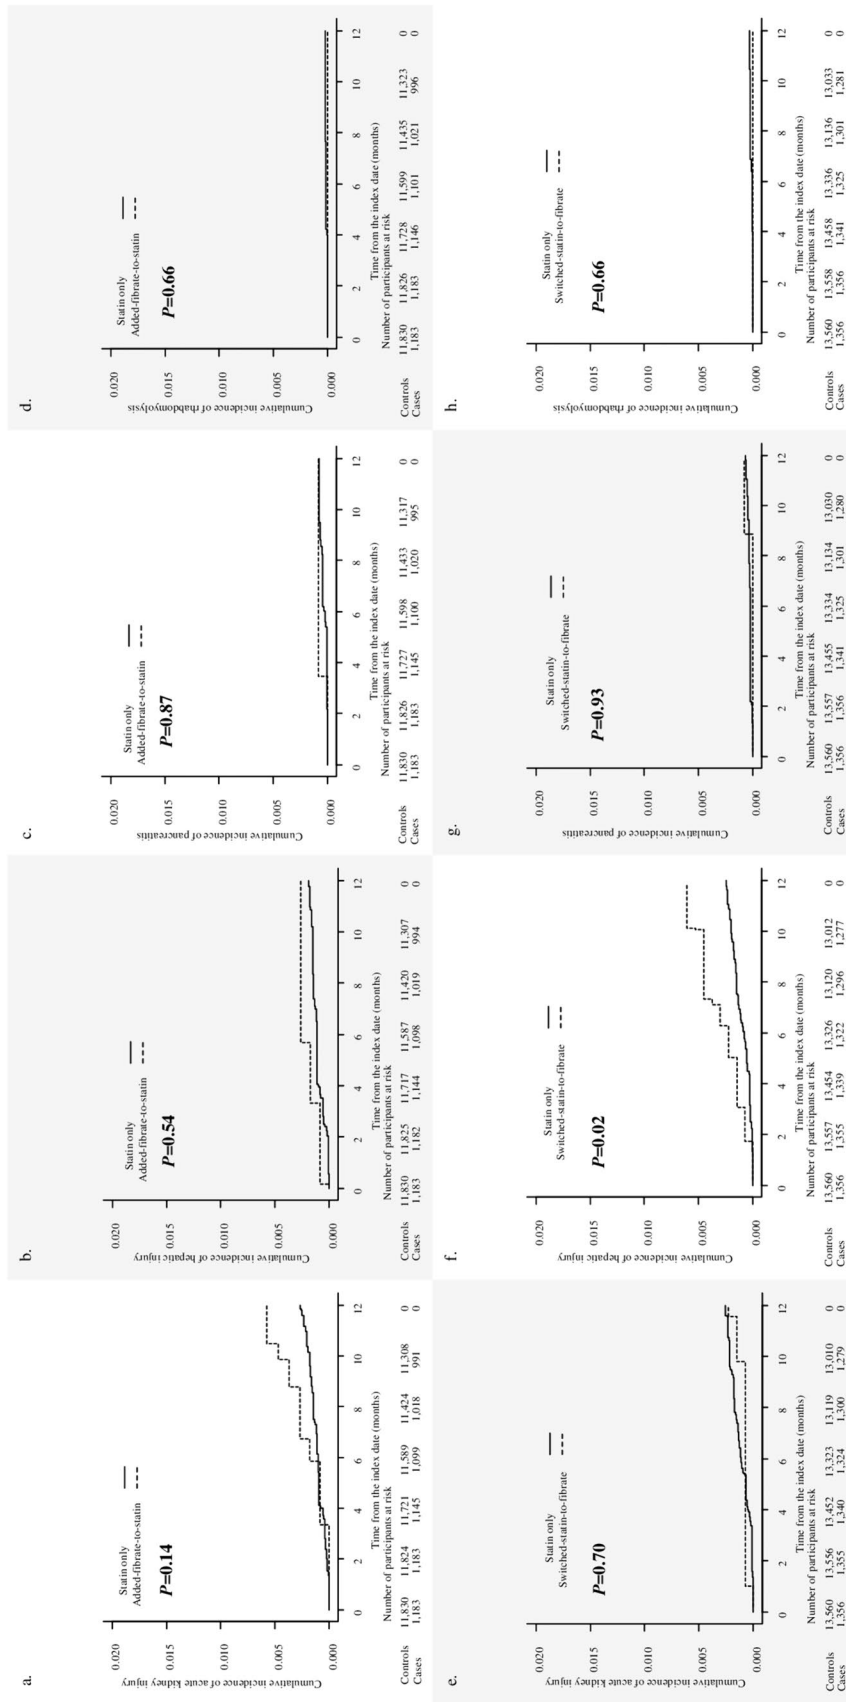 a.
Cumulative incidence of acute kidney injury
0.020
0.015
0.010
0.005
0.000
Statin only
Added-fibrate-to-statin
P=0.14
0 2 4 6 8 10 12
Time from the index date (months)
Number of participants at risk
Controls 11,830 11,824 11,721 11,589 11,424 11,308 0
Cases 1,183 1,183 1,145 1,099 1,018 991 0
b.
Cumulative incidence of hepatic injury
0.020
0.015
0.010
0.005
0.000
Statin only
Added-fibrate-to-statin
P=0.54
0 2 4 6 8 10 12
Time from the index date (months)
Number of participants at risk
Controls 11,830 11,825 11,717 11,587 11,420 11,307 0
Cases 1,183 1,182 1,144 1,098 1,019 994 0
c.
Cumulative incidence of pancreatitis
0.020
0.015
0.010
0.005
0.000
Statin only
Added-fibrate-to-statin
P=0.87
0 2 4 6 8 10 12
Time from the index date (months)
Number of participants at risk
Controls 11,830 11,826 11,727 11,598 11,433 11,317 0
Cases 1,183 1,183 1,145 1,100 1,020 995 0
d.
Cumulative incidence of rhabdomyolysis
0.020
0.015
0.010
0.005
0.000
Statin only
Added-fibrate-to-statin
P=0.66
0 2 4 6 8 10 12
Time from the index date (months)
Number of participants at risk
Controls 11,830 11,826 11,728 11,599 11,435 11,323 0
Cases 1,183 1,183 1,146 1,101 1,021 996 0
e.
Cumulative incidence of acute kidney injury
0.020
0.015
0.010
0.005
0.000
Statin only
Switched-statin-to-fibrate
P=0.70
0 2 4 6 8 10 12
Time from the index date (months)
Number of participants at risk
Controls 13,560 13,556 13,452 13,323 13,119 13,010 0
Cases 1,356 1,355 1,340 1,324 1,300 1,279 0
f.
Cumulative incidence of hepatic injury
0.020
0.015
0.010
0.005
0.000
Statin only
Switched-statin-to-fibrate
P=0.02
0 2 4 6 8 10 12
Time from the index date (months)
Number of participants at risk
Controls 13,560 13,557 13,454 13,326 13,120 13,012 0
Cases 1,356 1,355 1,339 1,322 1,296 1,277 0
g.
Cumulative incidence of pancreatitis
0.020
0.015
0.010
0.005
0.000
Statin only
Switched-statin-to-fibrate
P=0.93
0 2 4 6 8 10 12
Time from the index date (months)
Number of participants at risk
Controls 13,560 13,557 13,455 13,334 13,134 13,030 0
Cases 1,356 1,356 1,341 1,325 1,301 1,280 0
h.
Cumulative incidence of rhabdomyolysis
0.020
0.015
0.010
0.005
0.000
Statin only
Switched-statin-to-fibrate
P=0.66
0 2 4 6 8 10 12
Time from the index date (months)
Number of participants at risk
Controls 13,560 13,558 13,458 13,336 13,136 13,033 0
Cases 1,356 1,356 1,341 1,325 1,301 1,281 0